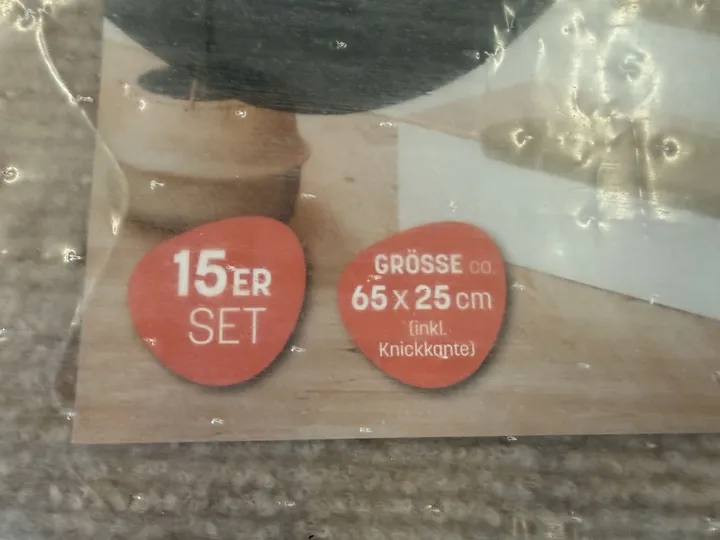 15ER
SET
GRÖSSE ca.
65 x 25 cm
(inkl.
Knickkante)